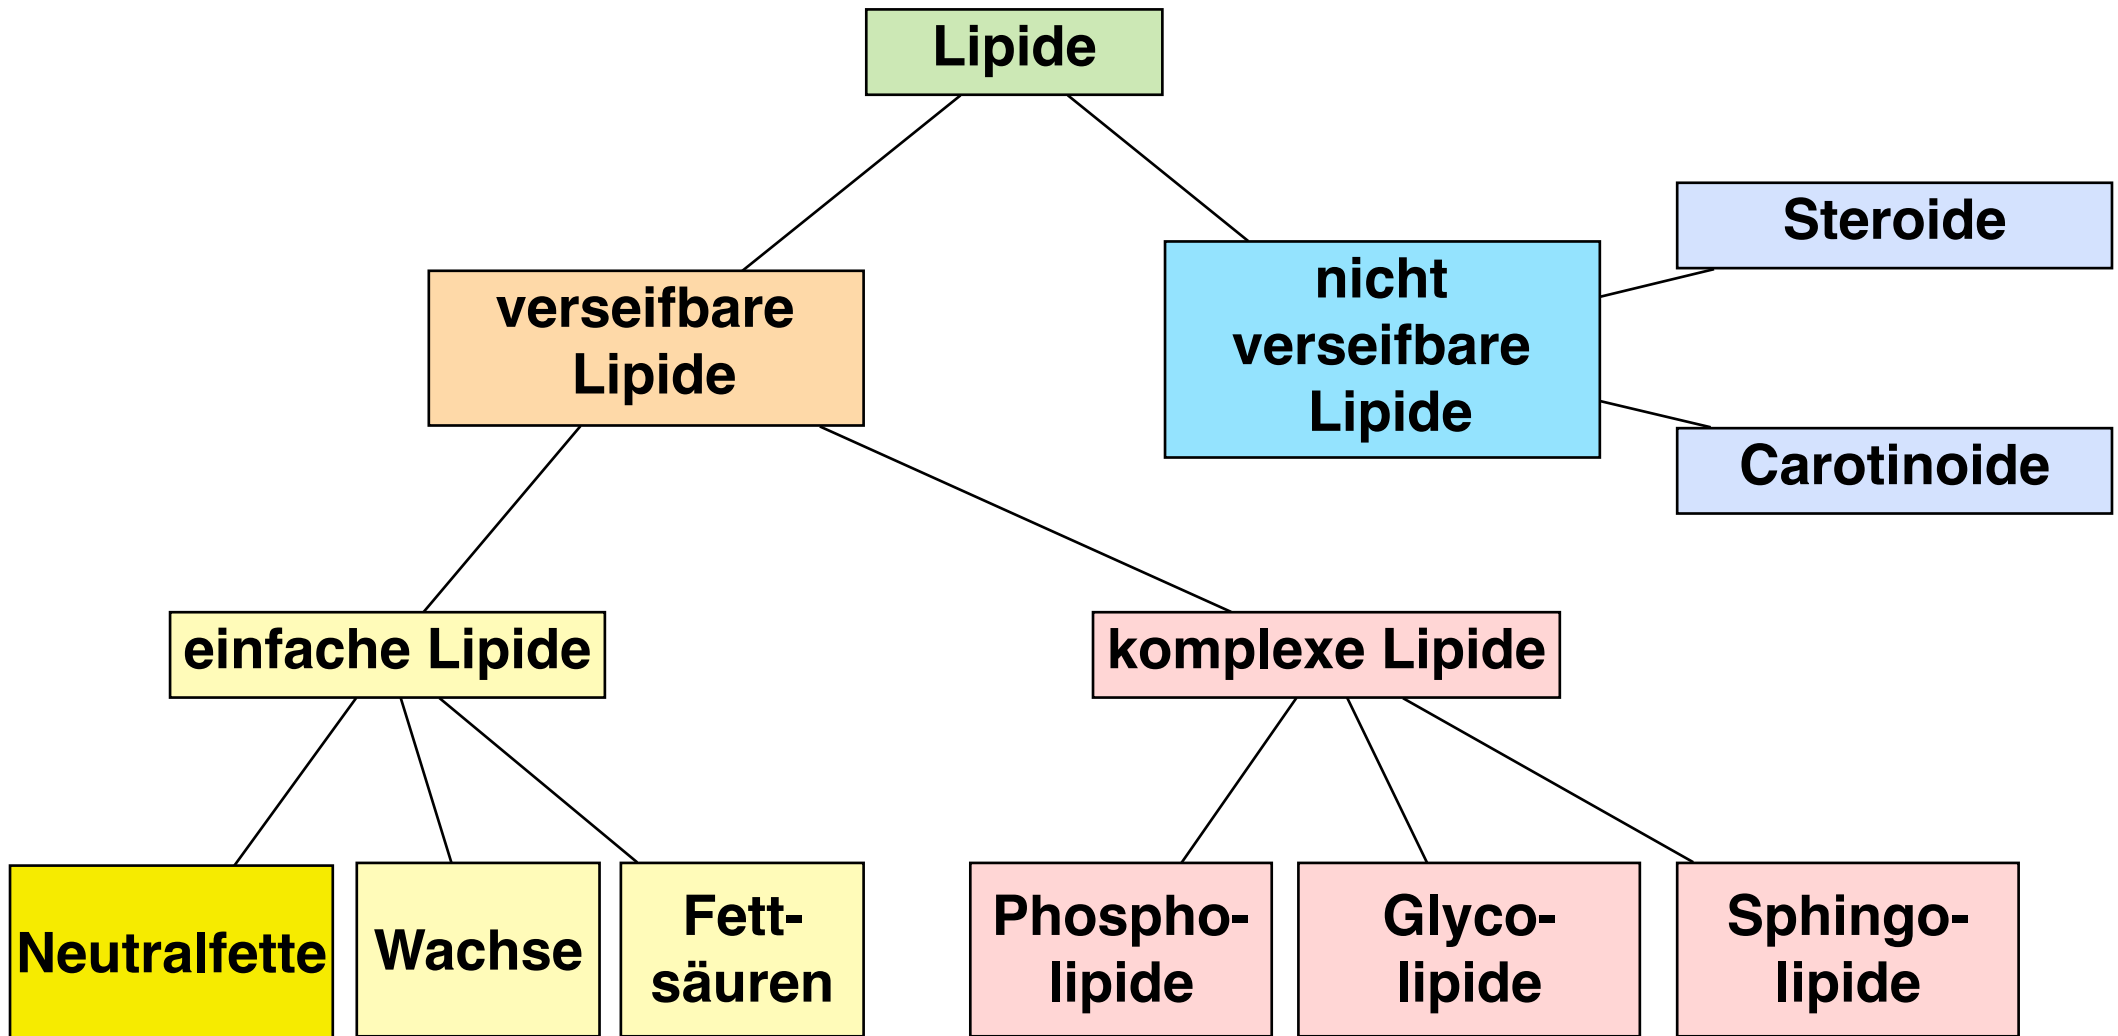 Lipide
Steroide
nicht
verseifbare
Lipide
verseifbare
Lipide
Carotinoide
einfache Lipide
komplexe Lipide
Neutralfette
Wachse
Fett-
säuren
Phospho-
lipide
Glyco-
lipide
Sphingo-
lipide